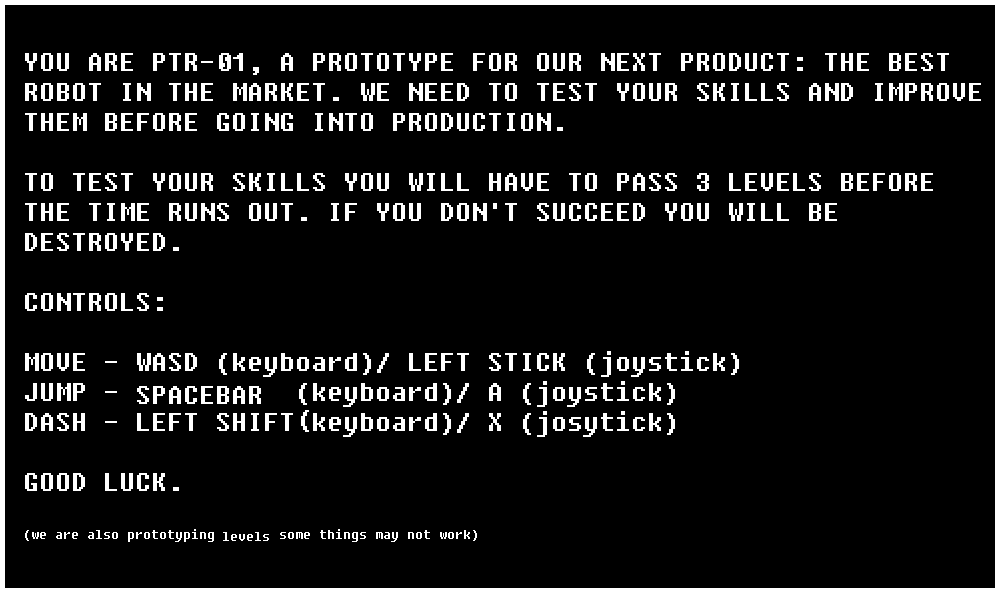 YOU ARE PTR-01, A PROTOTYPE FOR OUR NEXT PRODUCT: THE BEST
ROBOT IN THE MARKET. WE NEED TO TEST YOUR SKILLS AND IMPROVE
THEM BEFORE GOING INTO PRODUCTION.
TO TEST YOUR SKILLS YOU WILL HAVE TO PASS 3 LEVELS BEFORE
THE TIME RUNS OUT. IF YOU DON'T SUCCEED YOU WILL BE
DESTROYED.
CONTROLS:
MOVE - WASD (keyboard)/ LEFT STICK (joystick)
JUMP - SPACEBAR (keyboard)/ A (joystick)
DASH - LEFT SHIFT(keyboard)/ X (josytick)
GOOD LUCK.
(we are also prototyping levels some things may not work)